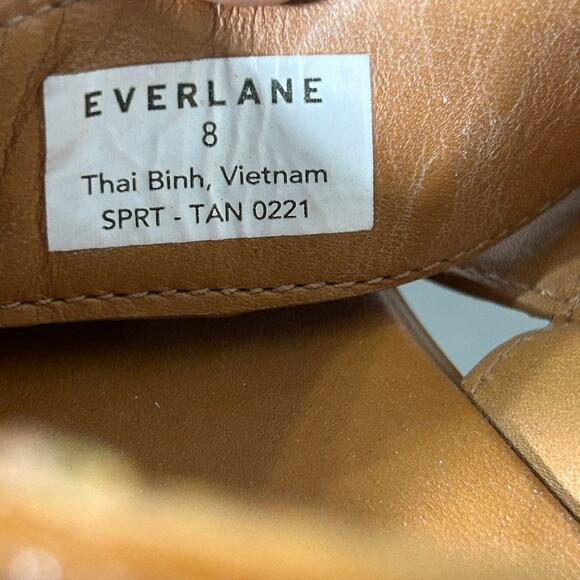 EVERLANE
8
Thai Binh, Vietnam
SPRT - TAN 0221